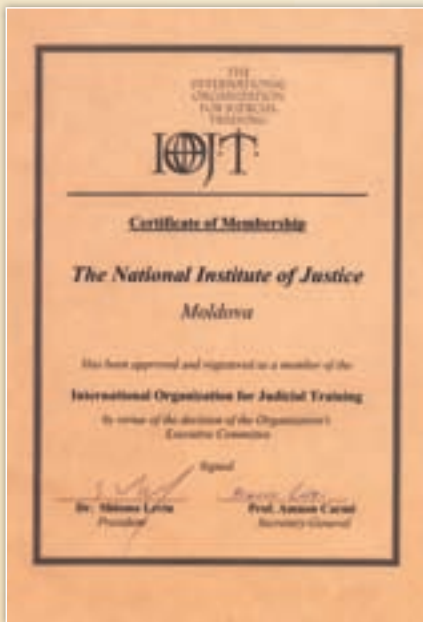 THE
INTERNATIONAL
ORGANIZATION
FOR JUDICIAL
TRAINING
IOJT
Certificate of Membership
The National Institute of Justice
Moldova
Has been approved and registered as a member of the
International Organization for Judicial Training
by virtue of the decision of the Organization's
Executive Committee
Signed
Dr. Shlomo Levin Prof. Amnon Carmi
President Secretary-General